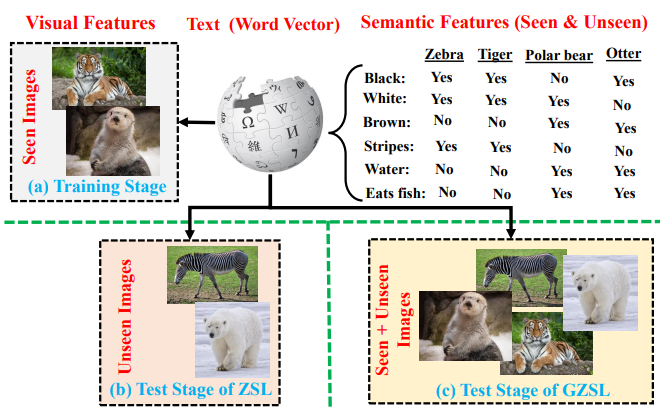 Visual Features
Text (Word Vector)
Semantic Features (Seen & Unseen)
Zebra Tiger Polar bear Otter
Black: Yes Yes No Yes
White: Yes Yes Yes No
Brown: No No Yes Yes
Stripes: Yes Yes No No
Water: No No Yes Yes
Eats fish: No No Yes Yes
Seen Images
(a) Training Stage
Ω W
維 И
Unseen Images
(b) Test Stage of ZSL
Seen + Unseen
Images
(c) Test Stage of GZSL